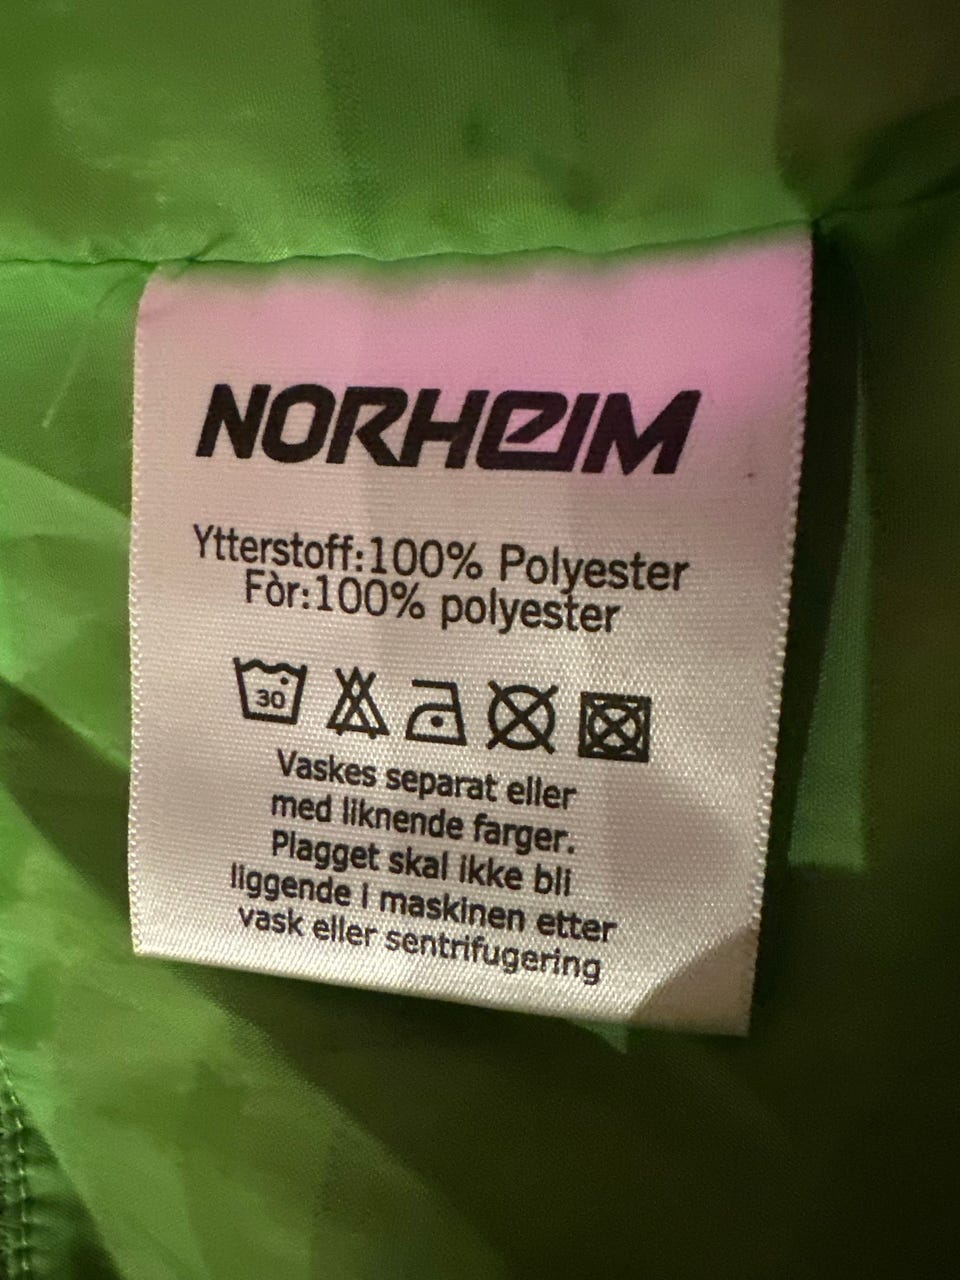 NORHEIM
Ytterstoff:100% Polyester
Fòr:100% polyester
30
Vaskes separat eller
med liknende farger.
Plagget skal ikke bli
liggende i maskinen etter
vask eller sentrifugering